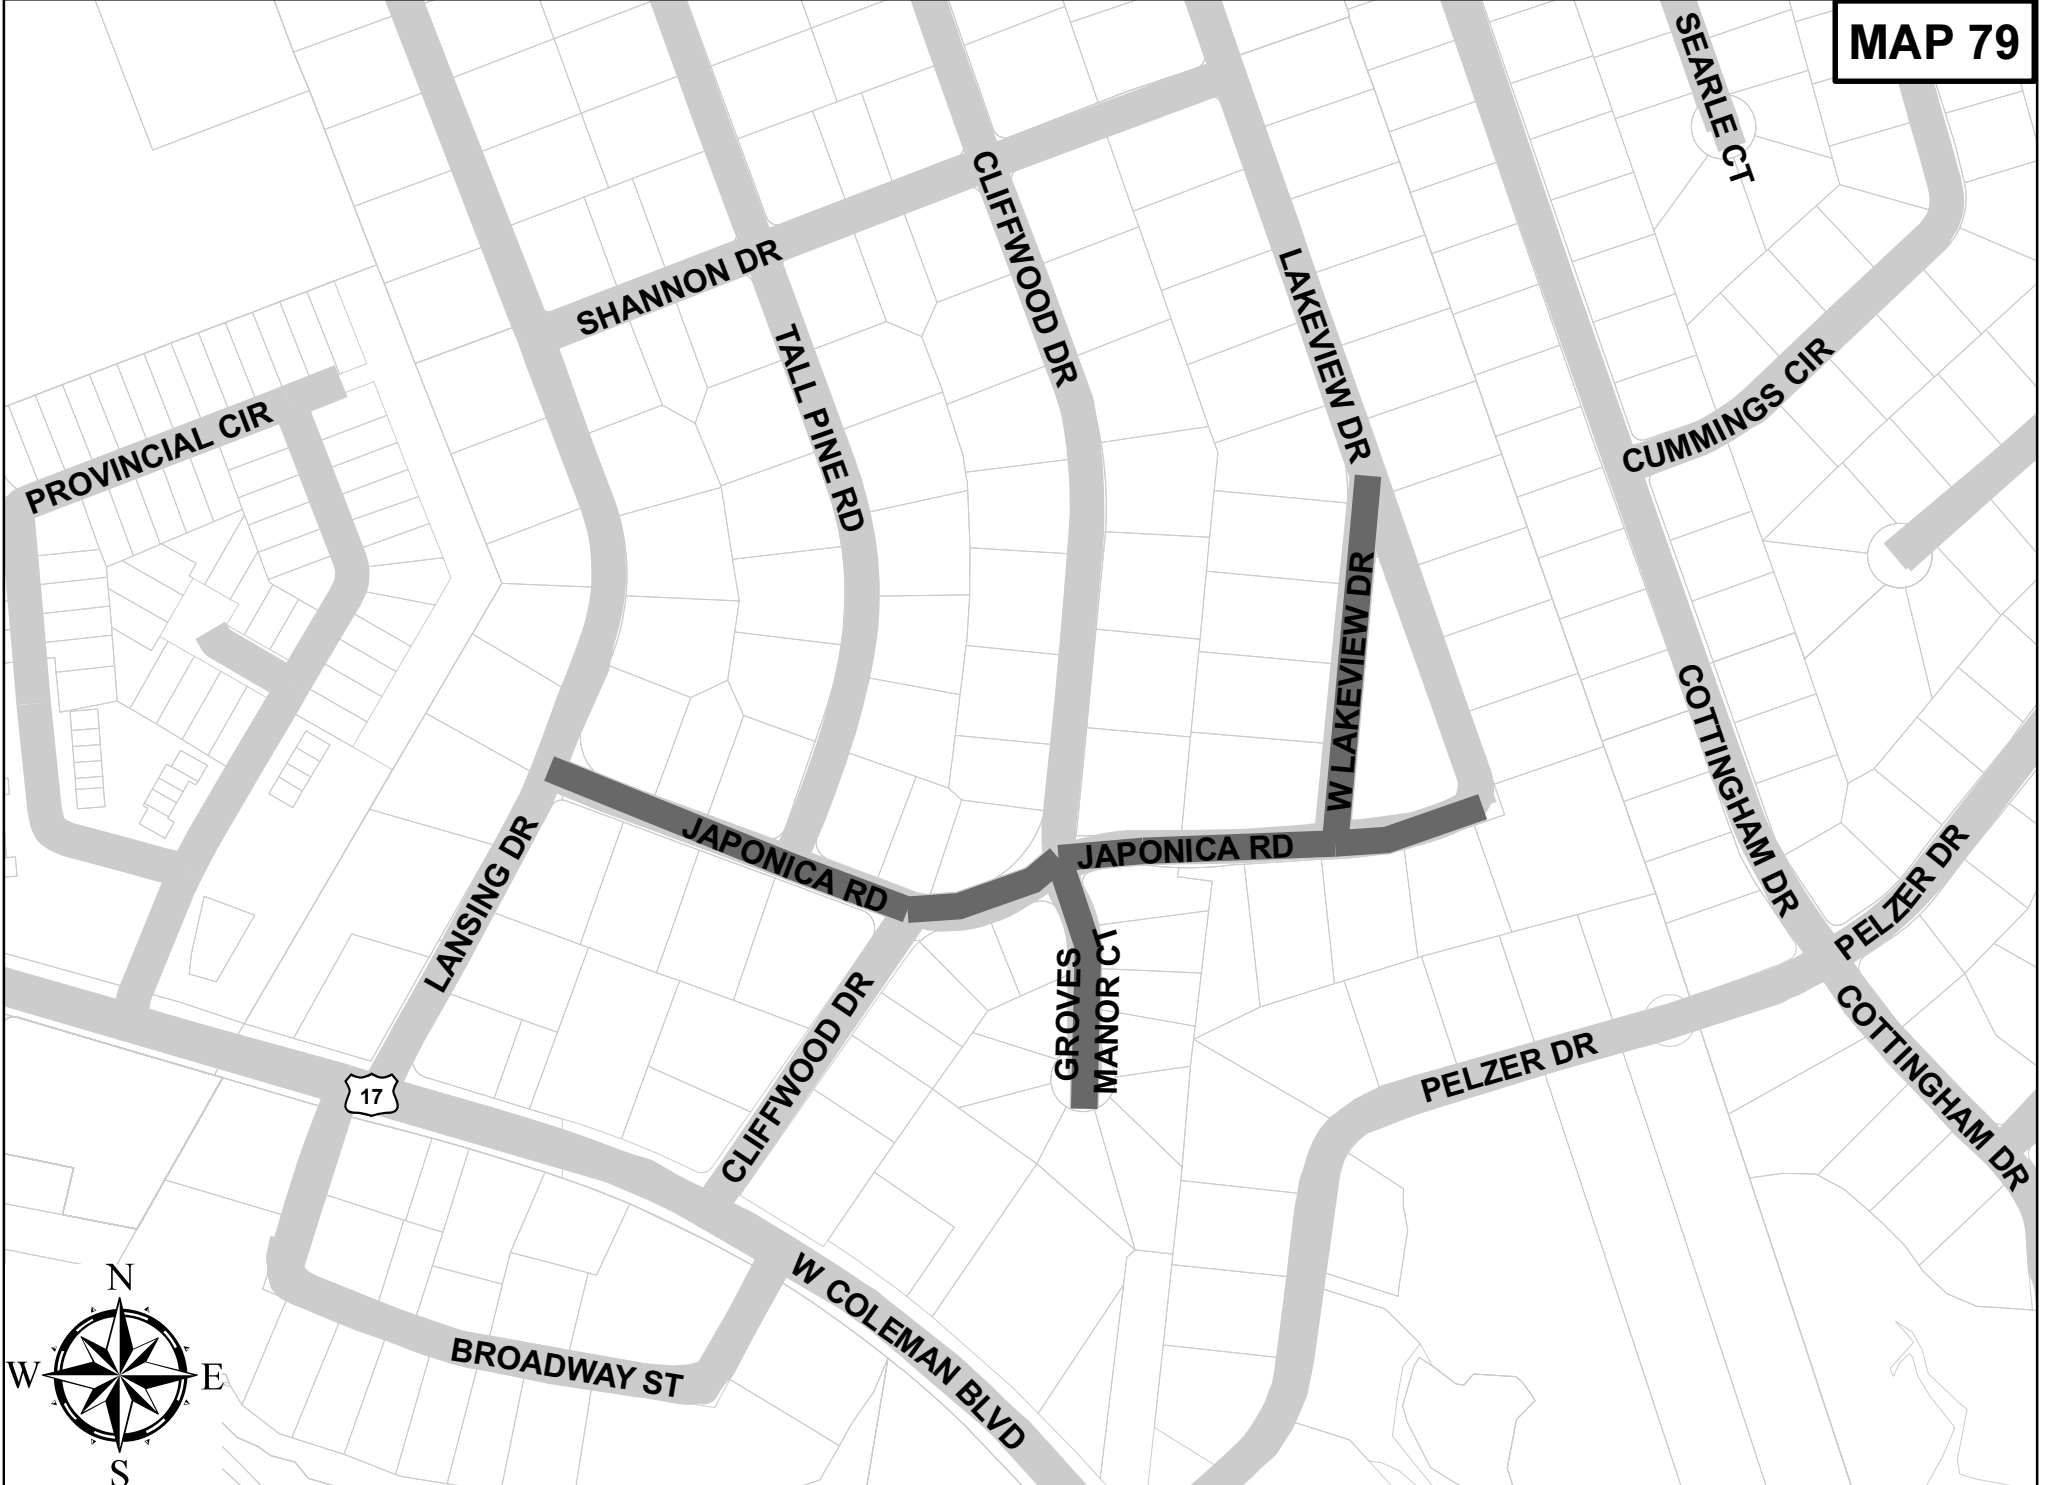 MAP 79
SEARLE CT
CLIFFWOOD DR
SHANNON DR
LAKEVIEW DR
TALL PINE RD
CUMMINGS CIR
PROVINCIAL CIR
W LAKEVIEW DR
COTTINGHAM DR
JAPONICA RD
JAPONICA RD
LANSING DR
PELZER DR
GROVES
MANOR CT
CLIFFWOOD DR
COTTINGHAM DR
PELZER DR
17
W COLEMAN BLVD
BROADWAY ST
N
W
E
S